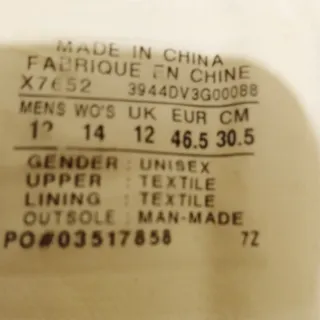 MADE IN CHINA
FABRIQUE EN CHINE
X7652 3944DV3G00088
MENS WO'S UK EUR CM
14 12 46.5 30.5
GENDER : UNISEX
UPPER : TEXTILE
LINING : TEXTILE
OUTSOLE : MAN-MADE
PO#03517858 7Z